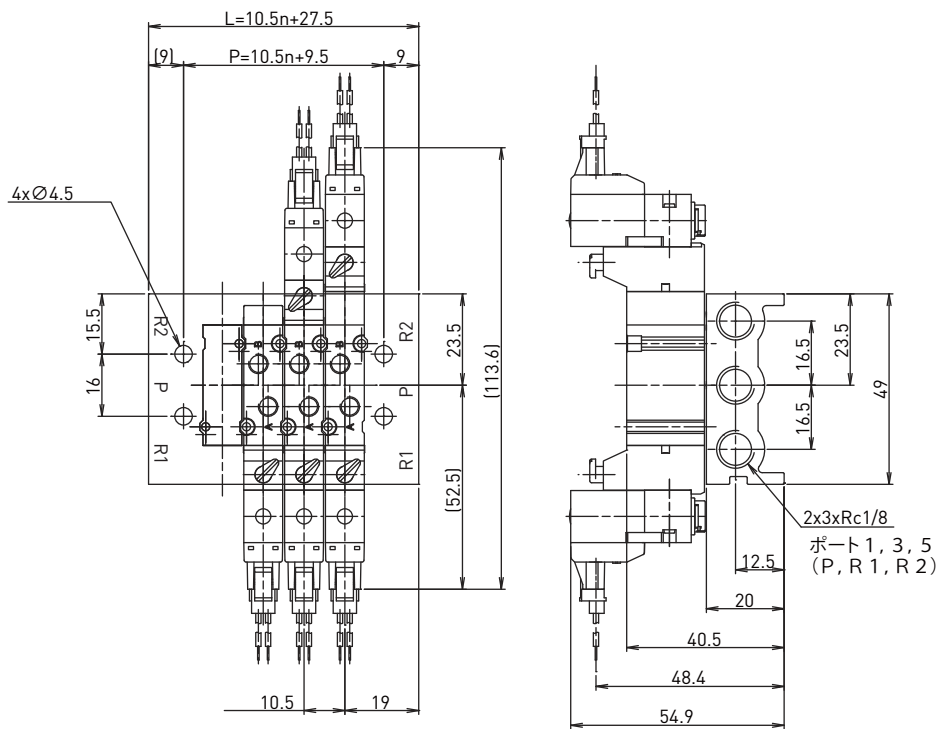 L=10.5n+27.5
(9)
P=10.5n+9.5
9
4xØ4.5
15.5
16
R2
P
R1
R2
P
R1
B
B
B
A
A
A
23.5
(52.5)
(113.6)
10.5
19
16.5
16.5
23.5
49
2x3xRc1/8
ポート1, 3, 5
(P, R 1, R 2)
12.5
20
40.5
48.4
54.9